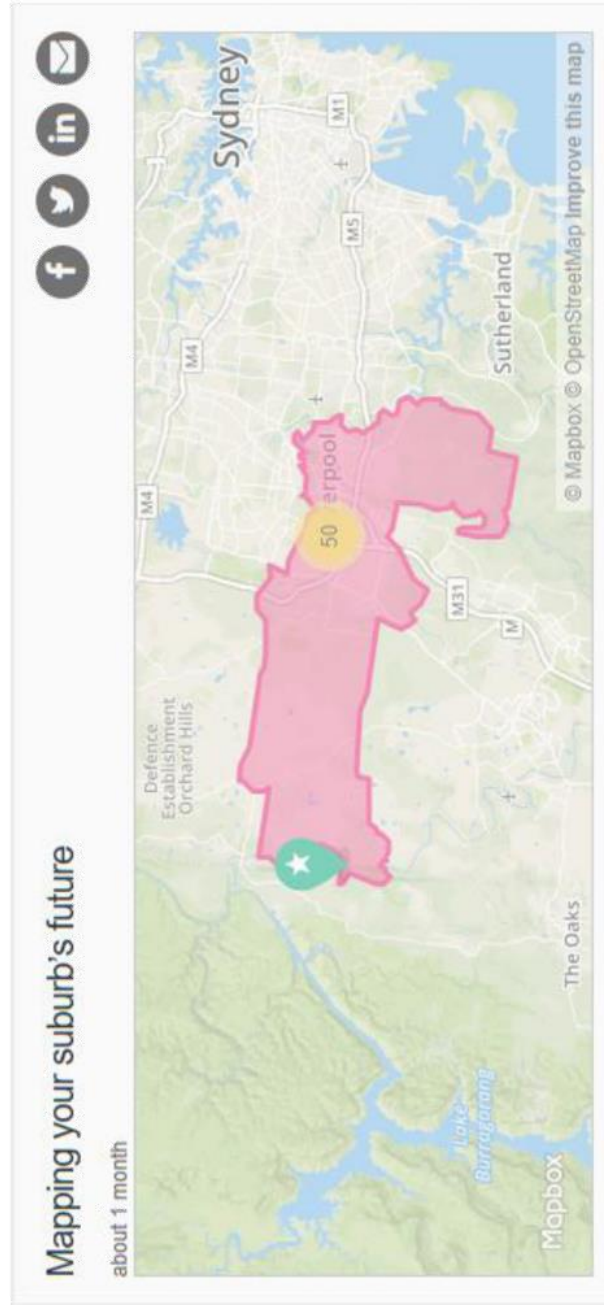 Mapping your suburb's future
f in
about 1 month
M4
M4
Sydney
Defence
Establishment
Orchard Hills
50
erpool
M5
M1
M31
M
Sutherland
The Oaks
Lake
Burragorang
Mapbox
© Mapbox © OpenStreetMap Improve this map